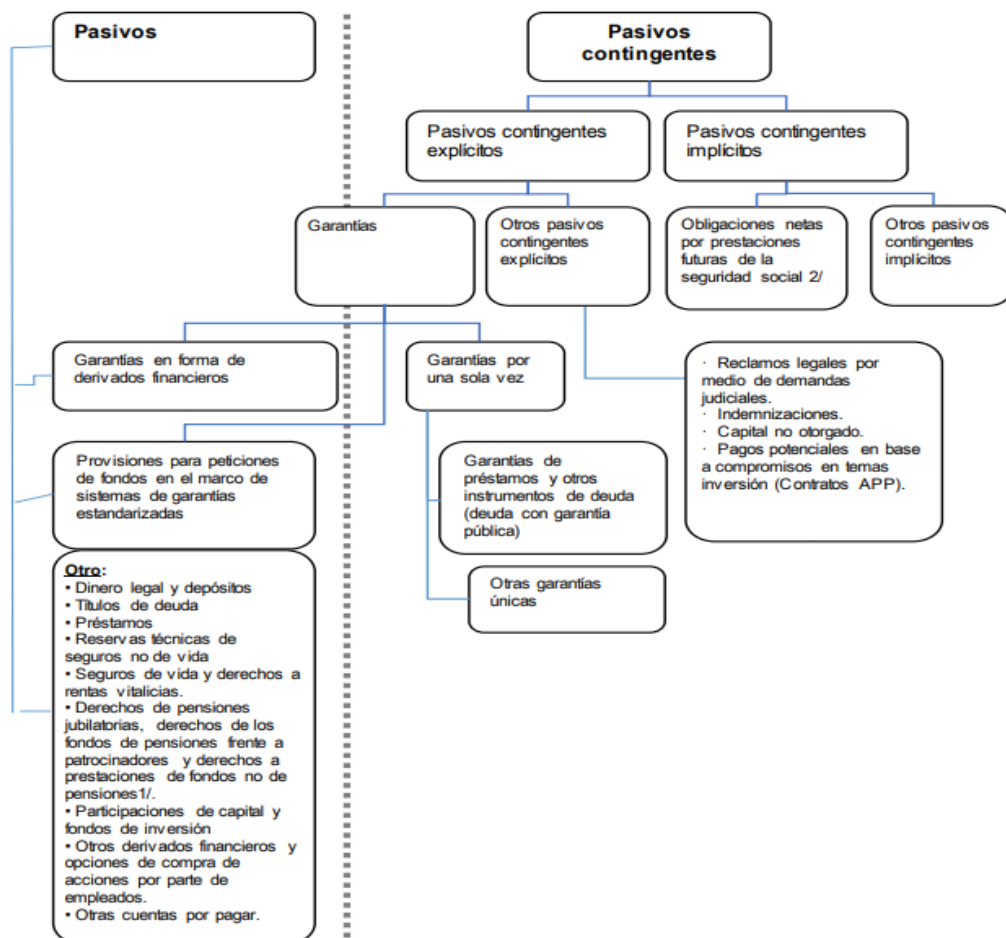 Pasivos
Pasivos
contingentes
Pasivos contingentes
explícitos
Pasivos contingentes
implícitos
Garantías
Otros pasivos
contingentes
explícitos
Obligaciones netas
por prestaciones
futuras de la
seguridad social 2/
Otros pasivos
contingentes
implícitos
Garantías en forma de
derivados financieros
Garantías por
una sola vez
· Reclamos legales por
medio de demandas
judiciales.
· Indemnizaciones.
· Capital no otorgado.
· Pagos potenciales en base
a compromisos en temas
inversión (Contratos APP).
Provisiones para peticiones
de fondos en el marco de
sistemas de garantías
estandarizadas
Garantías de
préstamos y otros
instrumentos de deuda
(deuda con garantía
pública)
Otras garantías
únicas
Otro:
• Dinero legal y depósitos
• Títulos de deuda
• Préstamos
• Reservas técnicas de
seguros no de vida
• Seguros de vida y derechos a
rentas vitalicias.
• Derechos de pensiones
jubilatorias, derechos de los
fondos de pensiones frente a
patrocinadores y derechos a
prestaciones de fondos no de
pensiones1/.
• Participaciones de capital y
fondos de inversión
• Otros derivados financieros y
opciones de compra de
acciones por parte de
empleados.
• Otras cuentas por pagar.